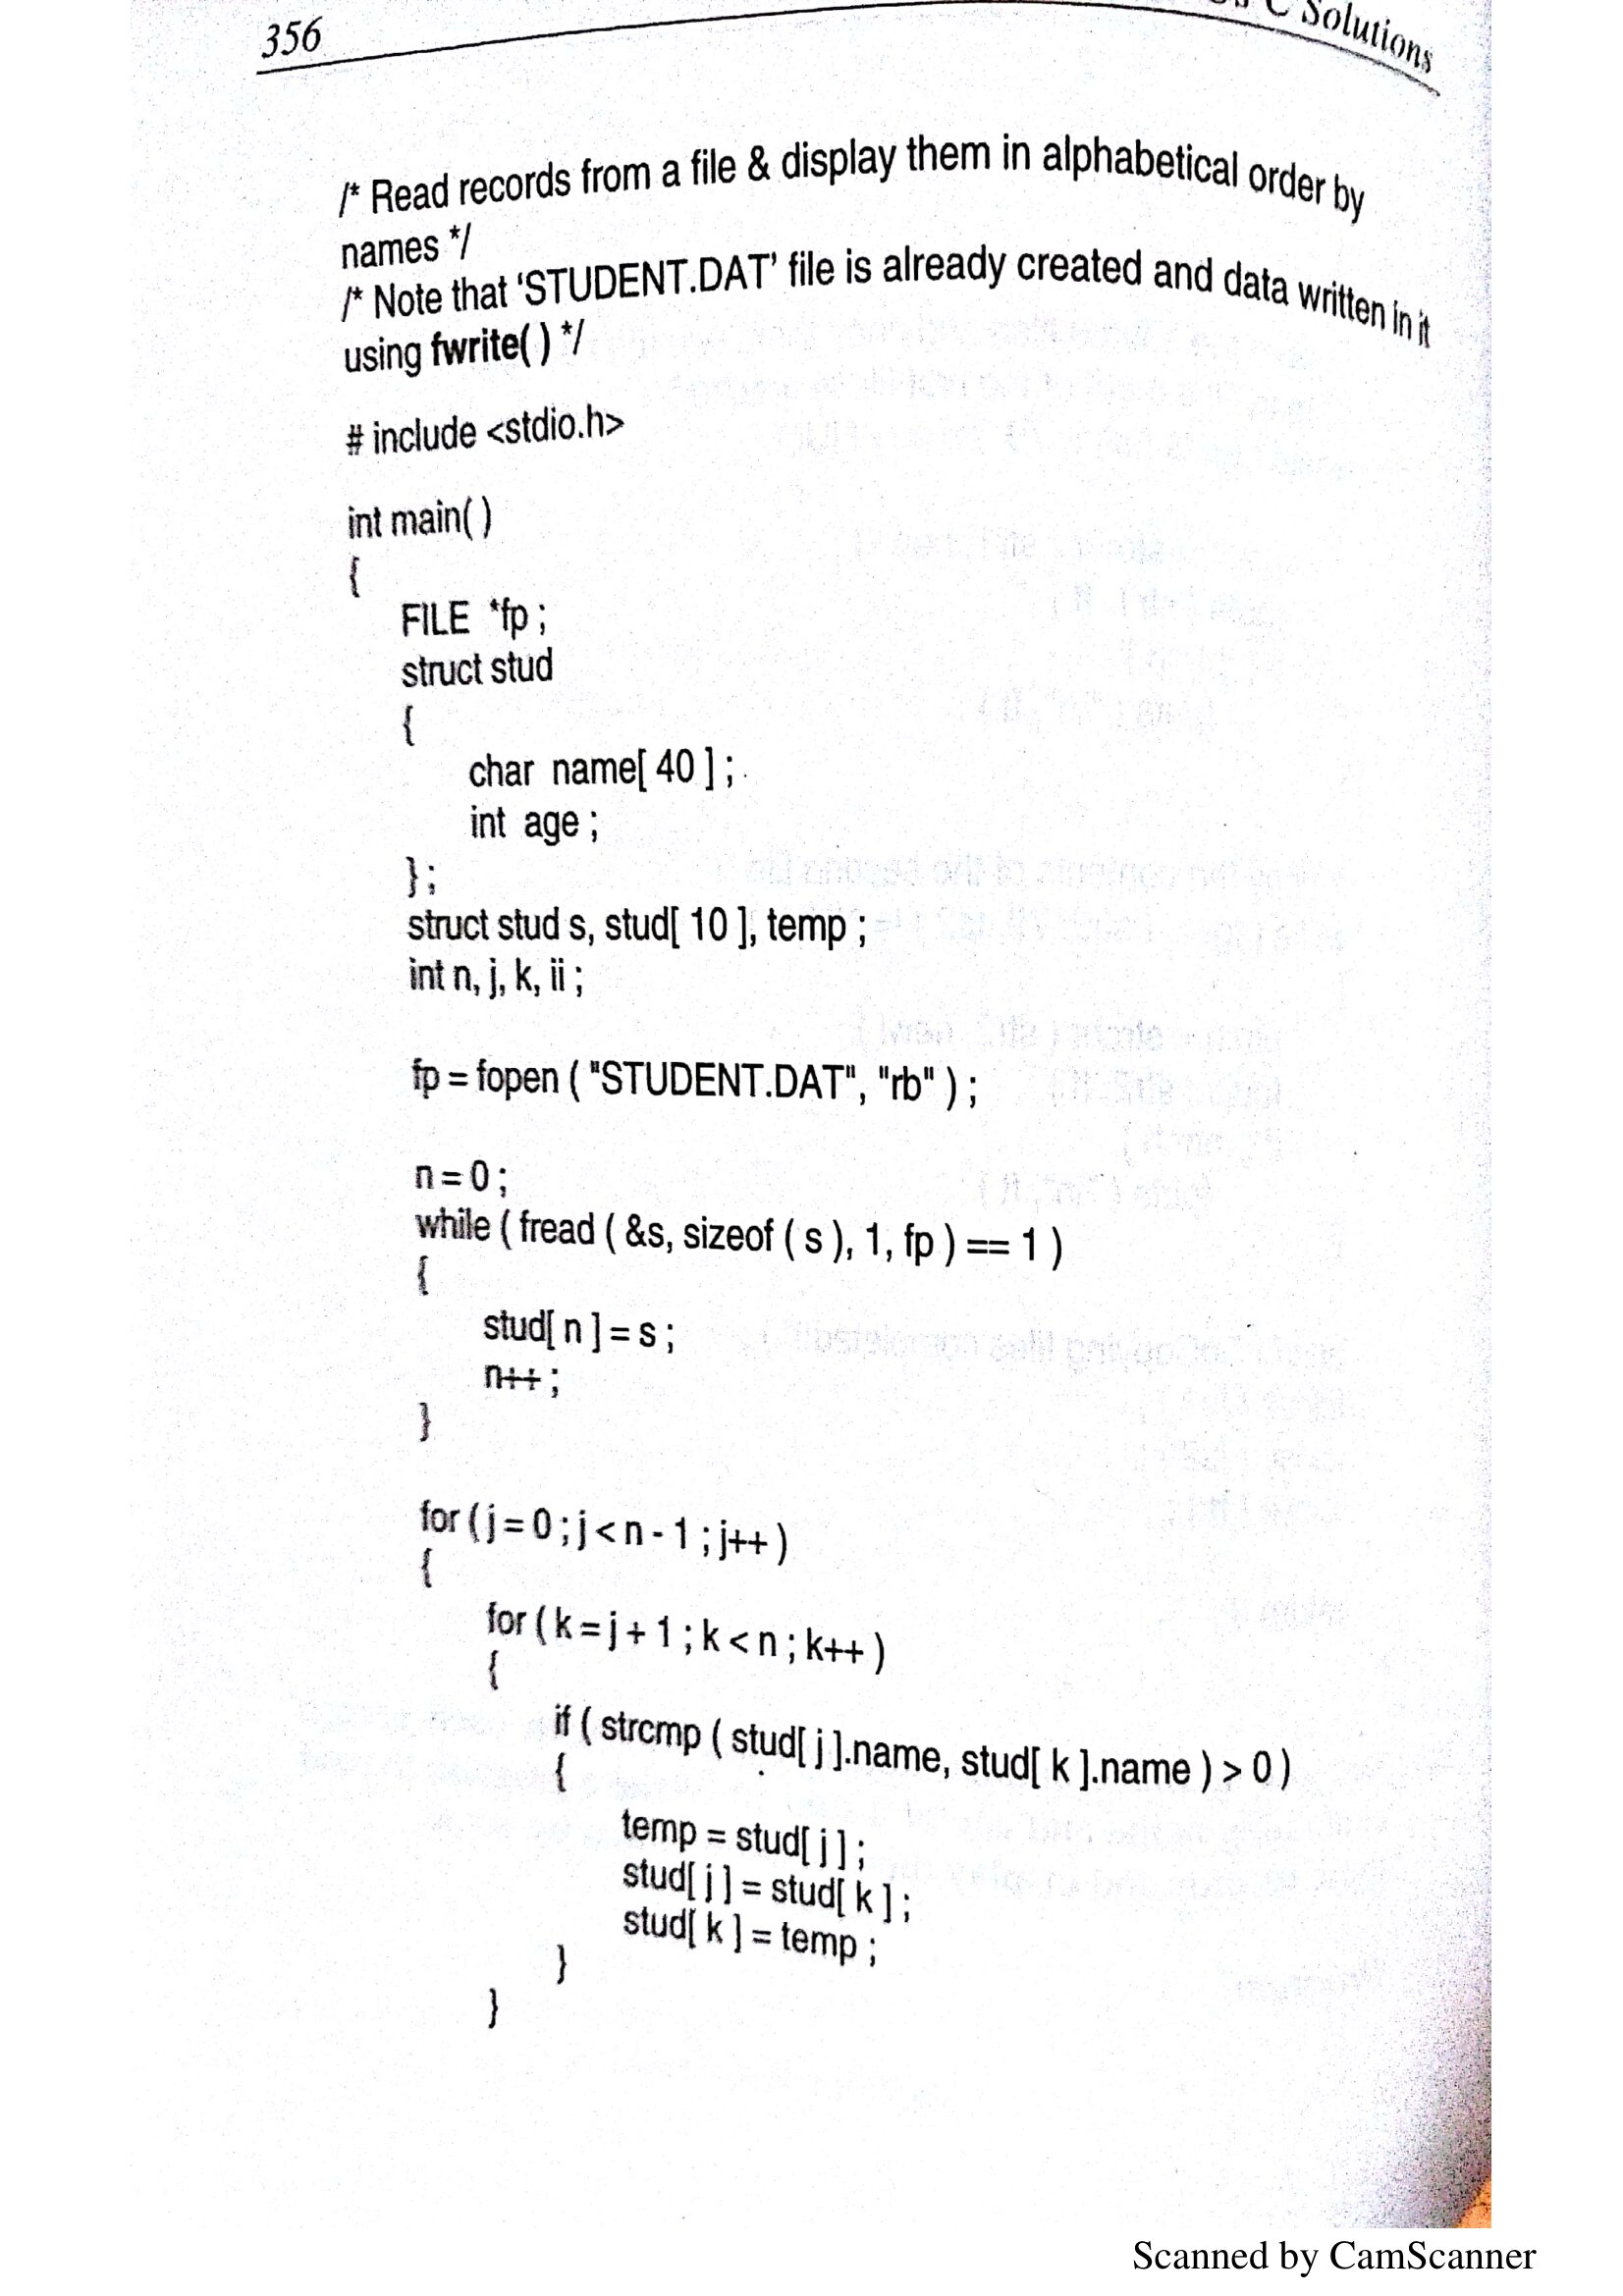 356
C Solutions
/* Read records from a file & display them in alphabetical order by
names */
/* Note that 'STUDENT.DAT' file is already created and data written in it
using fwrite( ) */
# include <stdio.h>
int main( )
{
FILE *fp ;
struct stud
{
char name[ 40 ] ;
int age ;
} ;
struct stud s, stud[ 10 ], temp ;
int n, j, k, ii ;
fp = fopen ( "STUDENT.DAT", "rb" ) ;
n = 0 ;
while ( fread ( &s, sizeof ( s ), 1, fp ) == 1 )
{
stud[ n ] = s ;
n++ ;
}
for ( j = 0 ; j < n - 1 ; j++ )
{
for ( k = j + 1 ; k < n ; k++ )
{
if ( strcmp ( stud[ j ].name, stud[ k ].name ) > 0 )
{
temp = stud[ j ] ;
stud[ j ] = stud[ k ] ;
stud[ k ] = temp ;
}
}
Scanned by CamScanner